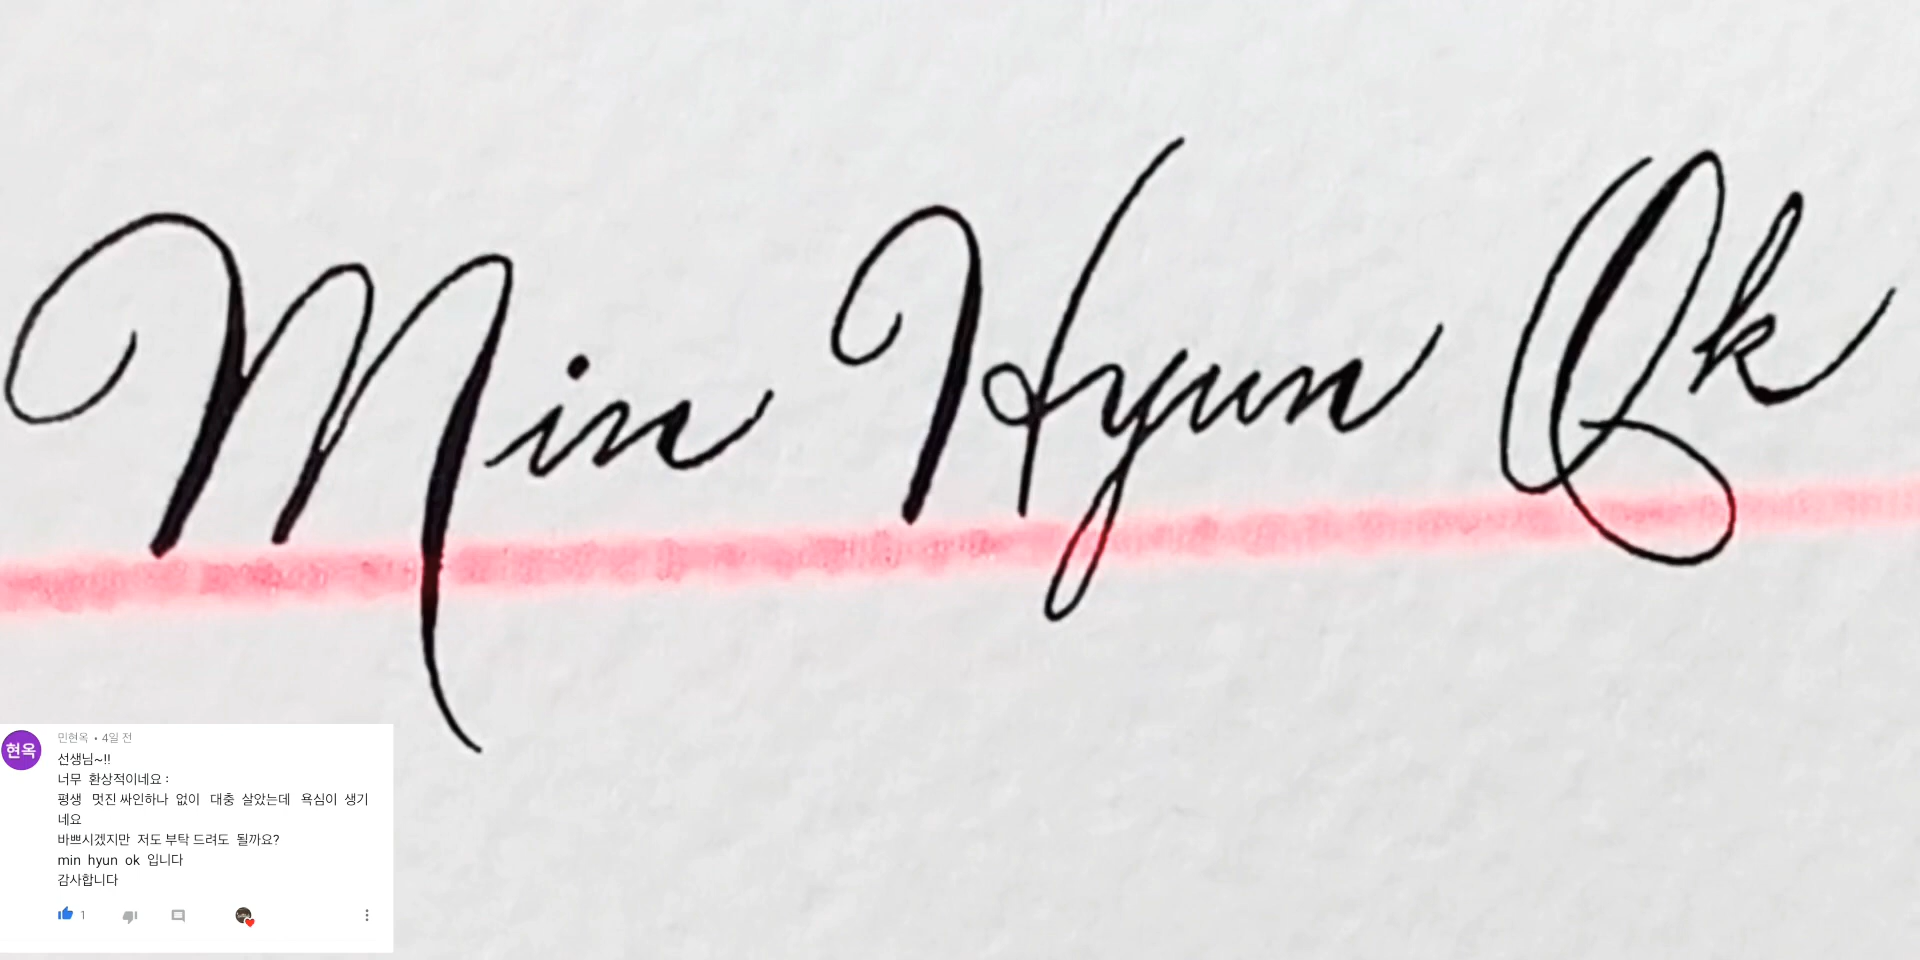 Min Hyun Ok
현옥
민현옥 • 4일 전
선생님~!!
너무 환상적이네요 :
평생 멋진 싸인하나 없이 대충 살았는데 욕심이 생기
네요
바쁘시겠지만 저도 부탁 드려도 될까요?
min hyun ok 입니다
감사합니다
1